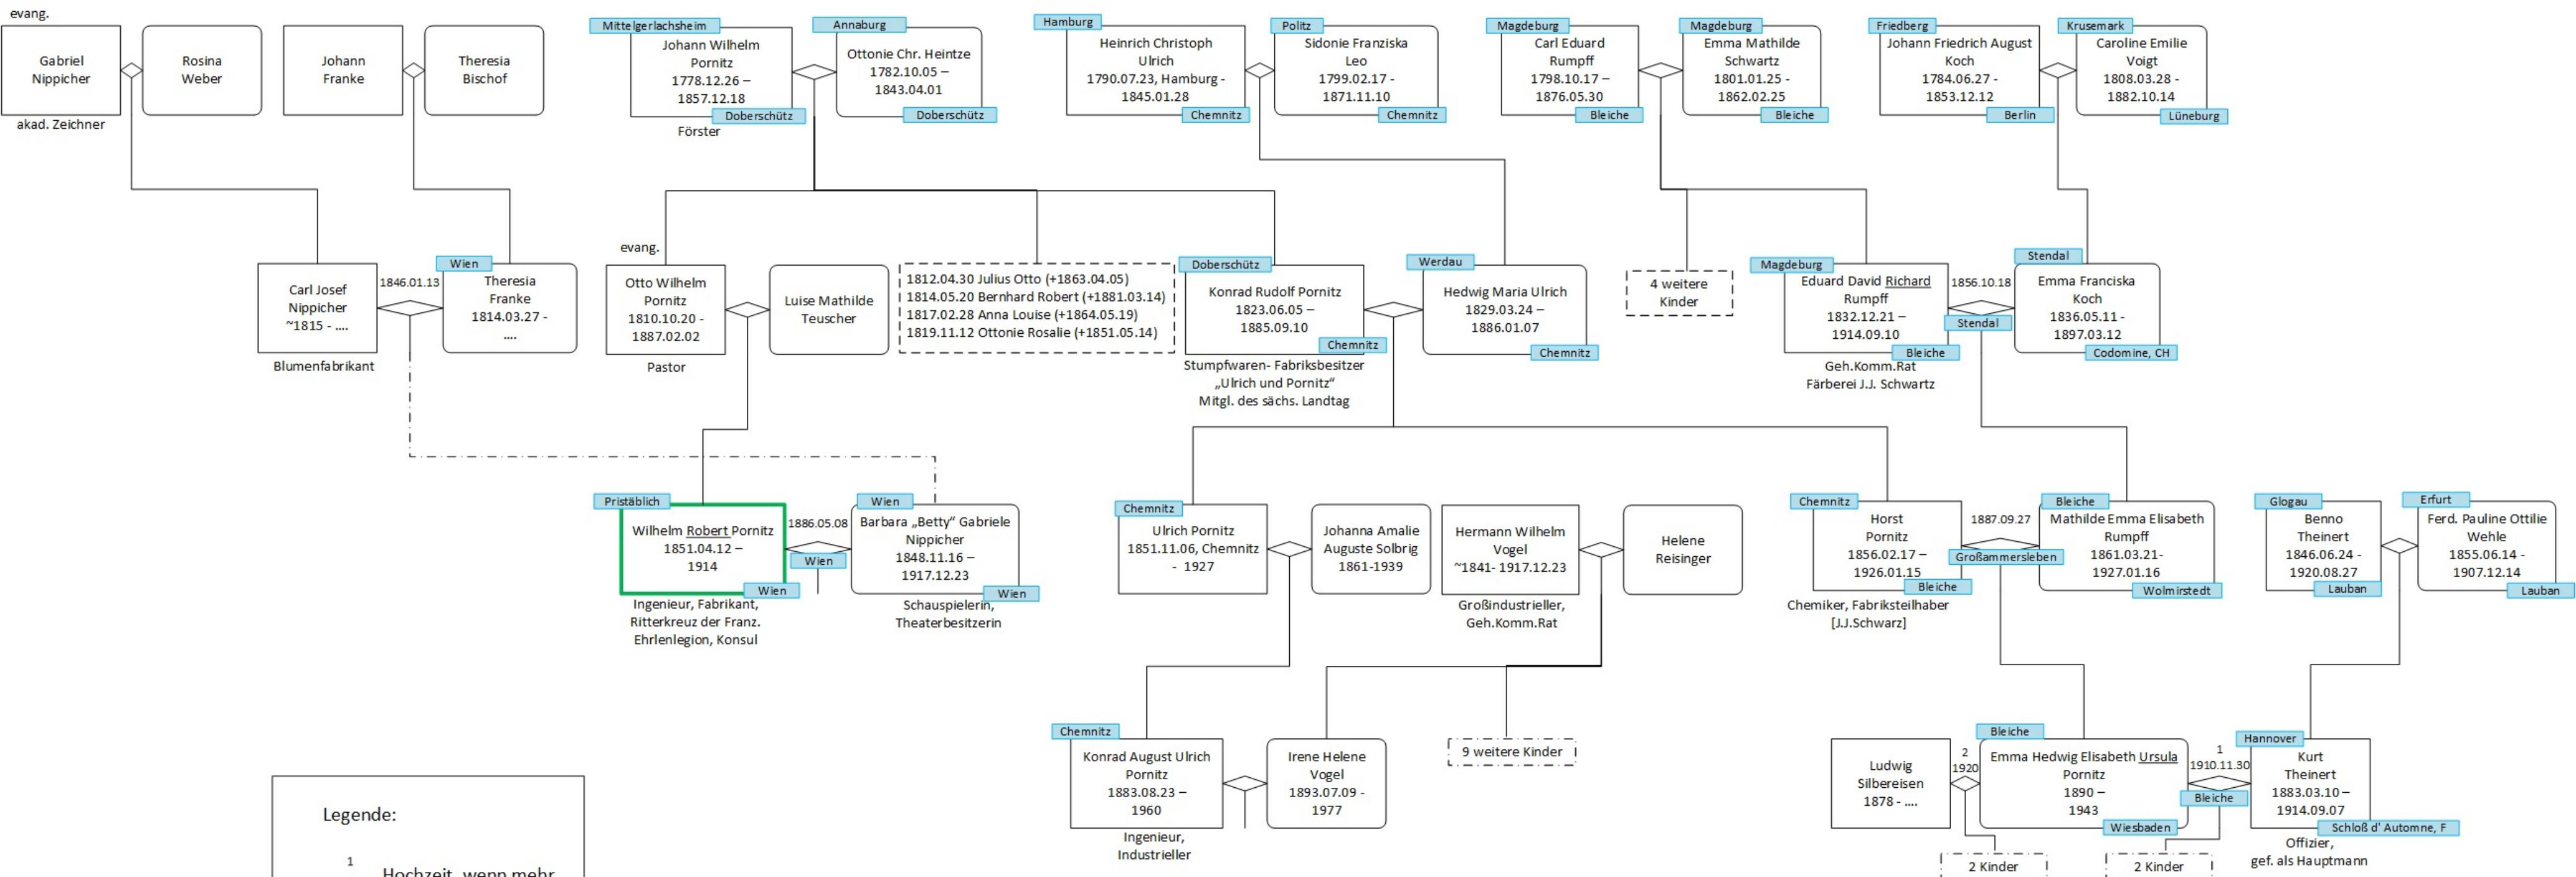 evang.
Gabriel
Nippicher
akad. Zeichner
Rosina
Weber
Johann
Franke
Theresia
Bischof
Mittelgerlachsheim
Johann Wilhelm
Pornitz
1778.12.26 –
1857.12.18
Doberschütz
Förster
Annaburg
Ottonie Chr. Heintze
1782.10.05 –
1843.04.01
Doberschütz
Hamburg
Heinrich Christoph
Ulrich
1790.07.23, Hamburg -
1845.01.28
Chemnitz
Politz
Sidonie Franziska
Leo
1799.02.17 -
1871.11.10
Chemnitz
Magdeburg
Carl Eduard
Rumpff
1798.10.17 –
1876.05.30
Bleiche
Magdeburg
Emma Mathilde
Schwartz
1801.01.25 -
1862.02.25
Bleiche
Friedberg
Johann Friedrich August
Koch
1784.06.27 -
1853.12.12
Berlin
Krusemark
Caroline Emilie
Voigt
1808.03.28 -
1882.10.14
Lüneburg
Carl Josef
Nippicher
~1815 - ....
Blumenfabrikant
1846.01.13
Wien
Theresia
Franke
1814.03.27 -
....
evang.
Otto Wilhelm
Pornitz
1810.10.20 -
1887.02.02
Pastor
Luise Mathilde
Teuscher
1812.04.30 Julius Otto (+1863.04.05)
1814.05.20 Bernhard Robert (+1881.03.14)
1817.02.28 Anna Louise (+1864.05.19)
1819.11.12 Ottonie Rosalie (+1851.05.14)
Doberschütz
Konrad Rudolf Pornitz
1823.06.05 –
1885.09.10
Chemnitz
Stumpfwaren- Fabriksbesitzer
„Ulrich und Pornitz“
Mitgl. des sächs. Landtag
Werdau
Hedwig Maria Ulrich
1829.03.24 –
1886.01.07
Chemnitz
4 weitere
Kinder
Magdeburg
Eduard David Richard
Rumpff
1832.12.21 –
1914.09.10
Bleiche
Geh.Komm.Rat
Färberei J.J. Schwartz
1856.10.18
Stendal
Stendal
Emma Franciska
Koch
1836.05.11 -
1897.03.12
Codomine, CH
Pristäblich
Wilhelm Robert Pornitz
1851.04.12 –
1914
Wien
Ingenieur, Fabrikant,
Ritterkreuz der Franz.
Ehrlenlegion, Konsul
1886.05.08
Wien
Wien
Barbara „Betty“ Gabriele
Nippicher
1848.11.16 –
1917.12.23
Wien
Schauspielerin,
Theaterbesitzerin
Chemnitz
Ulrich Pornitz
1851.11.06, Chemnitz
- 1927
Johanna Amalie
Auguste Solbrig
1861-1939
Hermann Wilhelm
Vogel
~1841- 1917.12.23
Großindustrieller,
Geh.Komm.Rat
Helene
Reisinger
Chemnitz
Horst
Pornitz
1856.02.17 –
1926.01.15
Bleiche
Chemiker, Fabriksteilhaber
[J.J.Schwarz]
1887.09.27
Großammersleben
Bleiche
Mathilde Emma Elisabeth
Rumpff
1861.03.21-
1927.01.16
Wolmirstedt
Glogau
Benno
Theinert
1846.06.24 -
1920.08.27
Lauban
Erfurt
Ferd. Pauline Ottilie
Wehle
1855.06.14 -
1907.12.14
Lauban
Chemnitz
Konrad August Ulrich
Pornitz
1883.08.23 –
1960
Ingenieur,
Industrieller
Irene Helene
Vogel
1893.07.09 -
1977
9 weitere Kinder
Ludwig
Silbereisen
1878 - ....
2
1920
Bleiche
Emma Hedwig Elisabeth Ursula
Pornitz
1890 –
1943
Wiesbaden
1
1910.11.30
Bleiche
Hannover
Kurt
Theinert
1883.03.10 –
1914.09.07
Schloß d' Automne, F
Offizier,
gef. als Hauptmann
2 Kinder
2 Kinder
Legende:
1
Hochzeit, wenn mehr